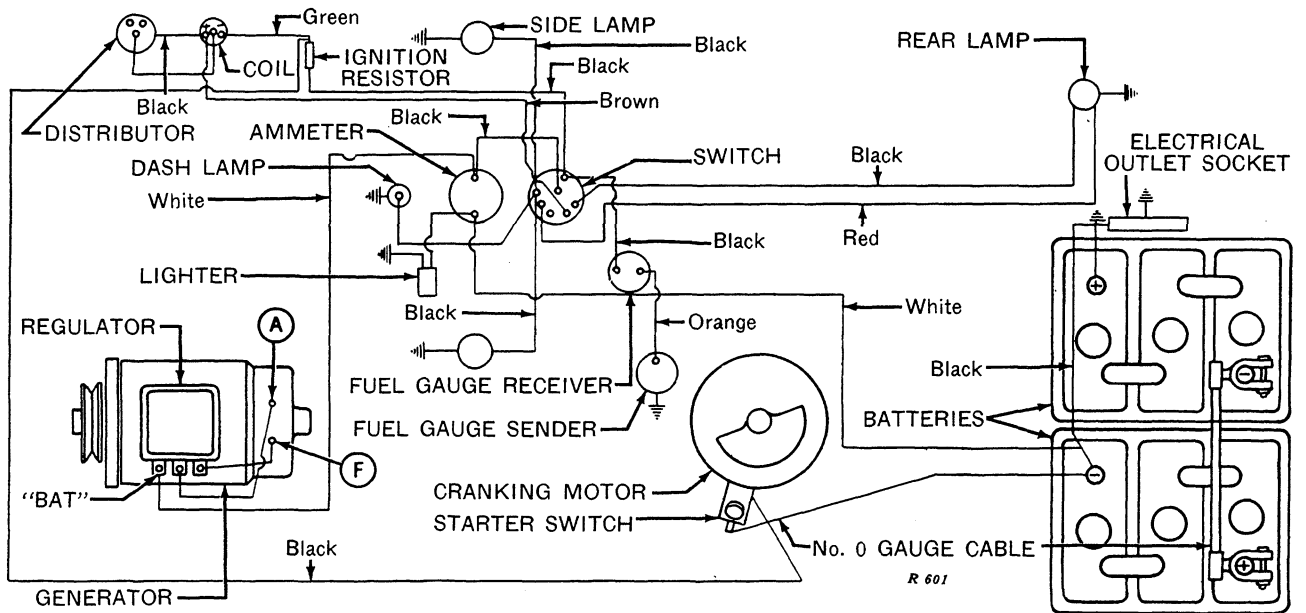 Green
SIDE LAMP
Black
REAR LAMP
COIL
IGNITION
RESISTOR
Black
Brown
Black
DISTRIBUTOR
AMMETER
Black
DASH LAMP
SWITCH
Black
ELECTRICAL
OUTLET SOCKET
White
Red
Black
LIGHTER
White
Black
Orange
REGULATOR
A
FUEL GAUGE RECEIVER
Black
BATTERIES
FUEL GAUGE SENDER
F
"BAT"
CRANKING MOTOR
STARTER SWITCH
No. 0 GAUGE CABLE
Black
R 601
GENERATOR